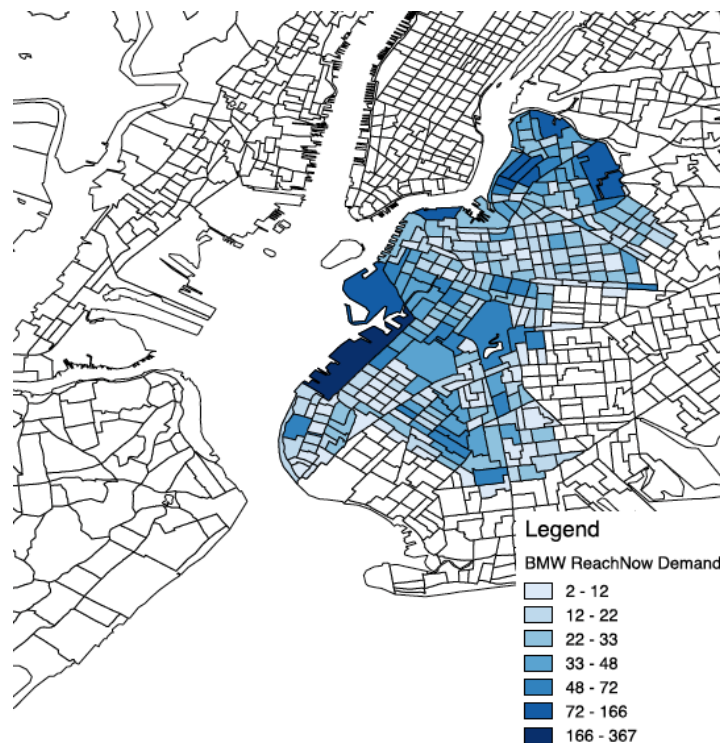 Legend
BMW ReachNow Demand
2 - 12
12 - 22
22 - 33
33 - 48
48 - 72
72 - 166
166 - 367